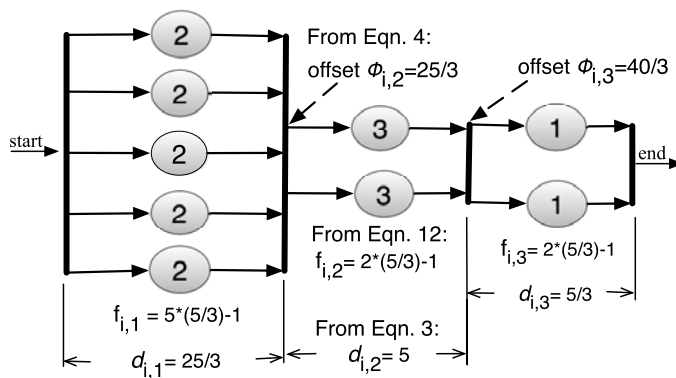 2
2
2
2
2
start
From Eqn. 4:
offset Φi,2=25/3
3
3
From Eqn. 12:
fi,2= 2*(5/3)-1
offset Φi,3=40/3
1
1
end
fi,3= 2*(5/3)-1
di,3= 5/3
fi,1 = 5*(5/3)-1
di,1= 25/3
From Eqn. 3:
di,2= 5